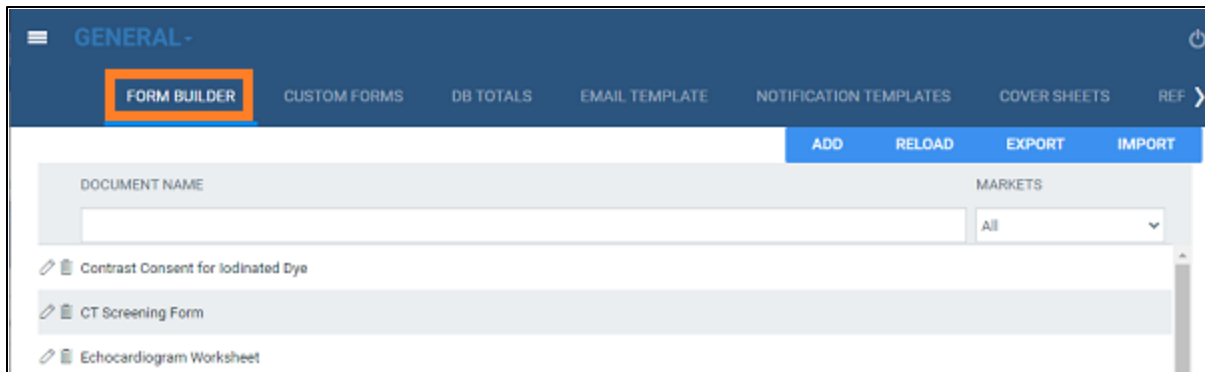 GENERAL-
FORM BUILDER CUSTOM FORMS DB TOTALS EMAIL TEMPLATE NOTIFICATION TEMPLATES COVER SHEETS REF
ADD RELOAD EXPORT IMPORT
DOCUMENT NAME MARKETS
All
Contrast Consent for Iodinated Dye
CT Screening Form
Echocardiogram Worksheet